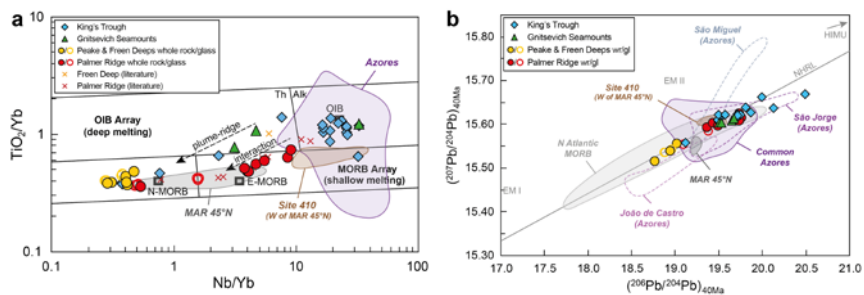 a
King's Trough
Gnitsevich Seamounts
Peake & Freen Deeps whole rock/glass
Palmer Ridge whole rock/glass
Freen Deep (literature)
Palmer Ridge (literature)
Azores
Th
Alk
OIB
OIB Array
(deep melting)
plume-ridge
interaction
MORB Array
(shallow melting)
N-MORB
E-MORB
MAR 45°N
Site 410
(W of MAR 45°N)
TiO2/Yb
10
1
0.1
0.1
1
10
100
Nb/Yb
b
King's Trough
Gnitsevich Seamounts
Peake & Freen Deeps wr/gl
Palmer Ridge wr/gl
São Miguel
(Azores)
HIMU
EM II
NHRL
Site 410
(W of MAR 45°N)
São Jorge
(Azores)
N Atlantic
MORB
Common
Azores
MAR 45°N
EM I
João de Castro
(Azores)
(207Pb/204Pb)40Ma
15.80
15.70
15.60
15.50
15.40
15.30
17.0
17.5
18.0
18.5
19.0
19.5
20.0
20.5
21.0
(206Pb/204Pb)40Ma